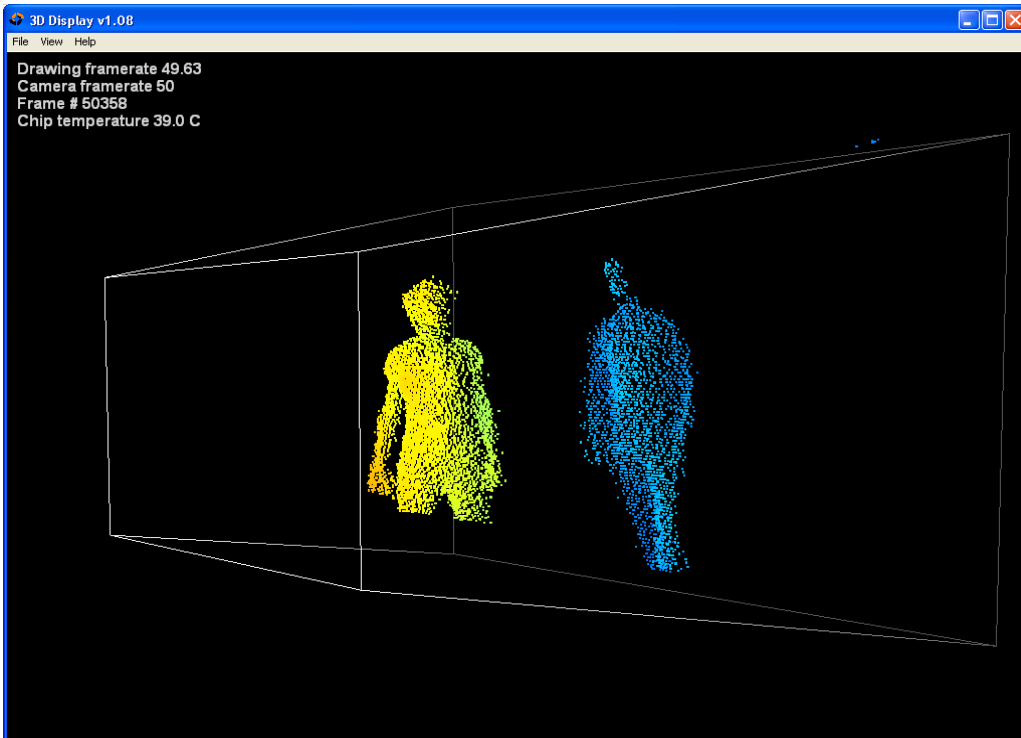 3D Display v1.08
File View Help
Drawing framerate 49.63
Camera framerate 50
Frame # 50358
Chip temperature 39.0 C